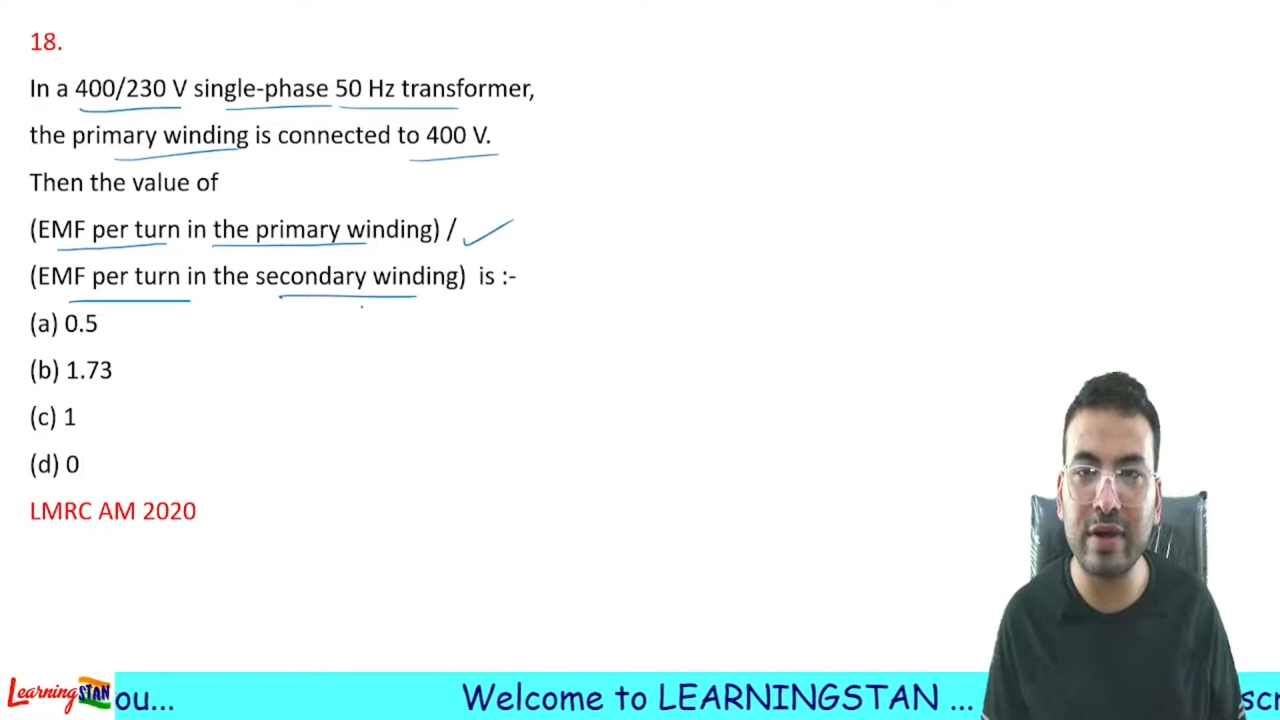 18.
In a 400/230 V single-phase 50 Hz transformer,
the primary winding is connected to 400 V.
Then the value of
(EMF per turn in the primary winding) /
(EMF per turn in the secondary winding)  is :-
(a) 0.5
(b) 1.73
(c) 1
(d) 0
LMRC AM 2020
LearningSTAN
ou... Welcome to LEARNINGSTAN ... scr